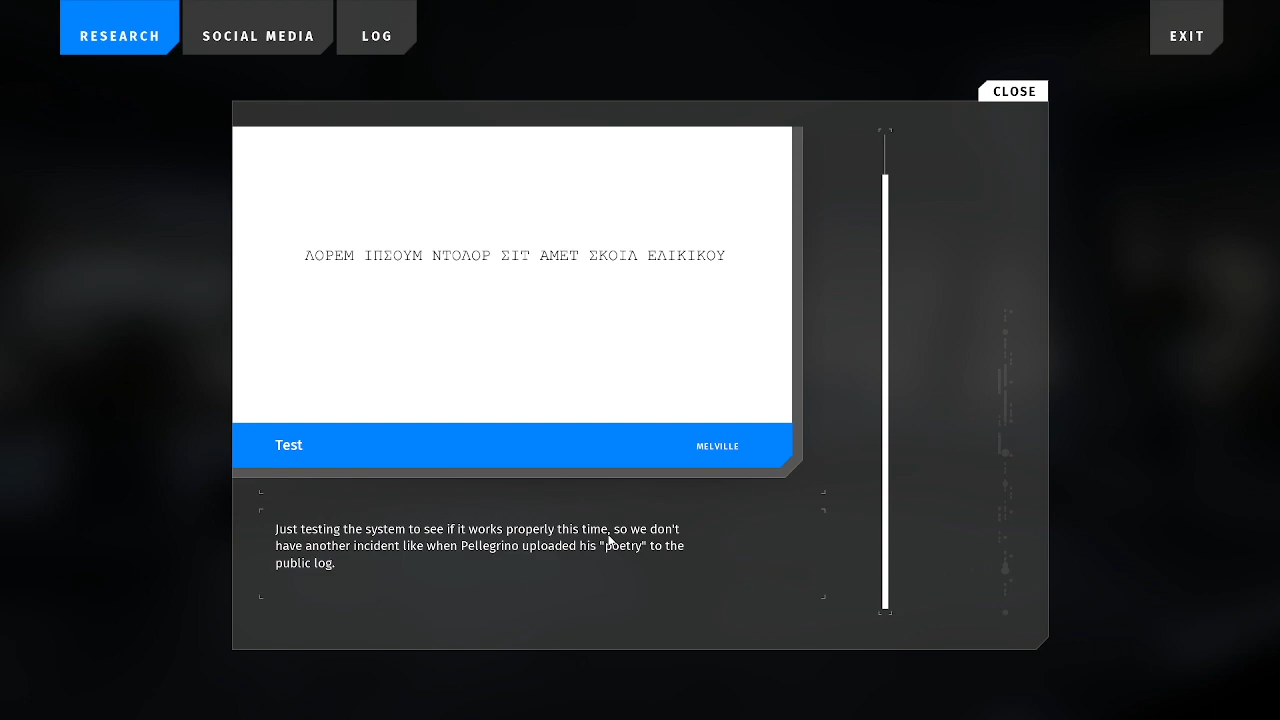 RESEARCH
SOCIAL MEDIA
LOG
EXIT
CLOSE
ΛΟΡΕΜ ΙΠΣΟΥΜ ΝΤΟΛΟΡ ΣΙΤ ΑΜΕΤ ΣΚΟΙΛ ΕΛΙΚΙΚΟΥ
Test
MELVILLE
Just testing the system to see if it works properly this time, so we don't
have another incident like when Pellegrino uploaded his "poetry" to the
public log.